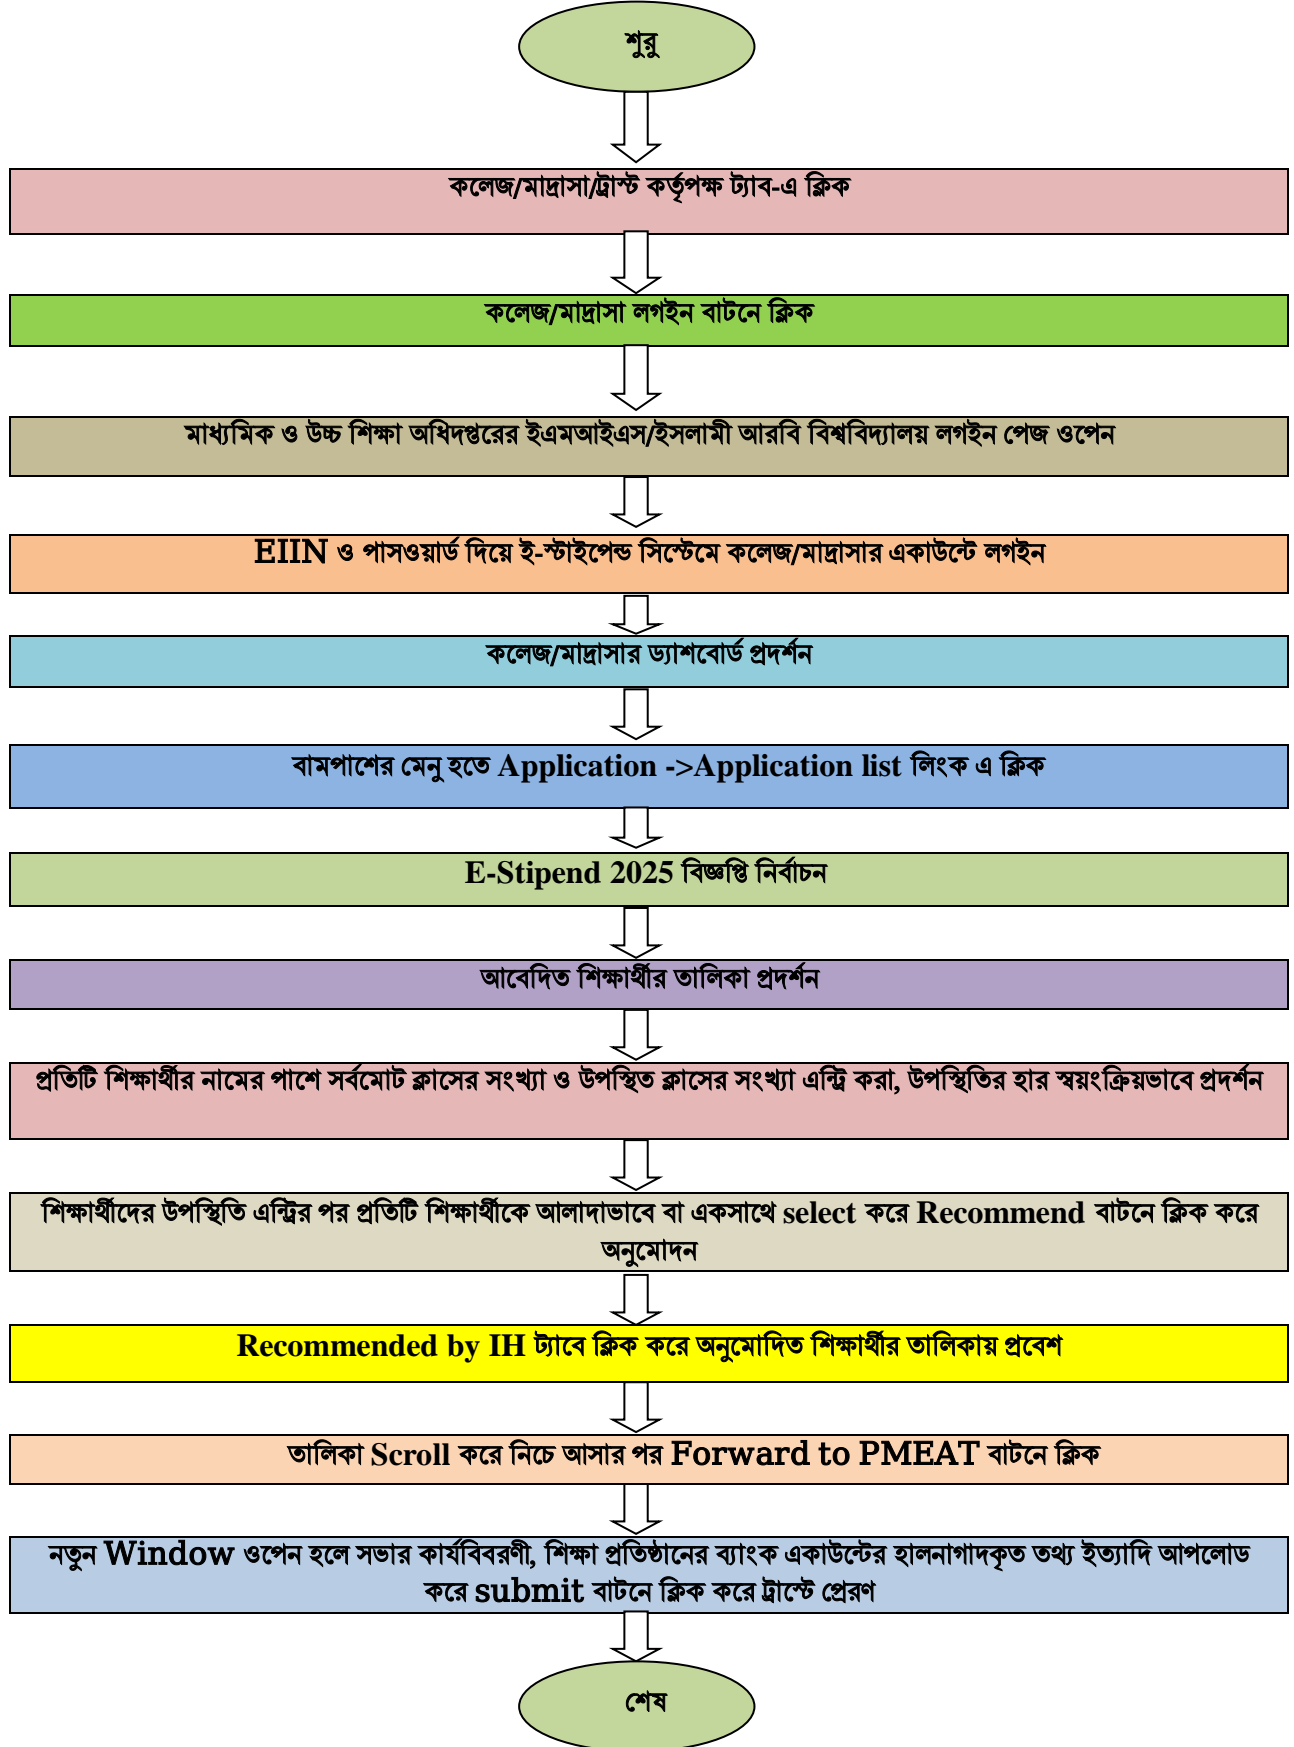 শুরু
কলেজ/মাদ্রাসা/ট্রাস্ট কর্তৃপক্ষ ট্যাব-এ ক্লিক
কলেজ/মাদ্রাসা লগইন বাটনে ক্লিক
মাধ্যমিক ও উচ্চ শিক্ষা অধিদপ্তরের ইএমআইএস/ইসলামী আরবি বিশ্ববিদ্যালয় লগইন পেজ ওপেন
EIIN ও পাসওয়ার্ড দিয়ে ই-স্টাইপেন্ড সিস্টেমে কলেজ/মাদ্রাসার একাউন্টে লগইন
কলেজ/মাদ্রাসার ড্যাশবোর্ড প্রদর্শন
বামপাশের মেনু হতে Application ->Application list লিংক এ ক্লিক
E-Stipend 2025 বিজ্ঞপ্তি নির্বাচন
আবেদিত শিক্ষার্থীর তালিকা প্রদর্শন
প্রতিটি শিক্ষার্থীর নামের পাশে সর্বমোট ক্লাসের সংখ্যা ও উপস্থিত ক্লাসের সংখ্যা এন্ট্রি করা, উপস্থিতির হার স্বয়ংক্রিয়ভাবে প্রদর্শন
শিক্ষার্থীদের উপস্থিতি এন্ট্রির পর প্রতিটি শিক্ষার্থীকে আলাদাভাবে বা একসাথে select করে Recommend বাটনে ক্লিক করে
অনুমোদন
Recommended by IH ট্যাবে ক্লিক করে অনুমোদিত শিক্ষার্থীর তালিকায় প্রবেশ
তালিকা Scroll করে নিচে আসার পর Forward to PMEAT বাটনে ক্লিক
নতুন Window ওপেন হলে সভার কার্যবিবরণী, শিক্ষা প্রতিষ্ঠানের ব্যাংক একাউন্টের হালনাগাদকৃত তথ্য ইত্যাদি আপলোড
করে submit বাটনে ক্লিক করে ট্রাস্টে প্রেরণ
শেষ